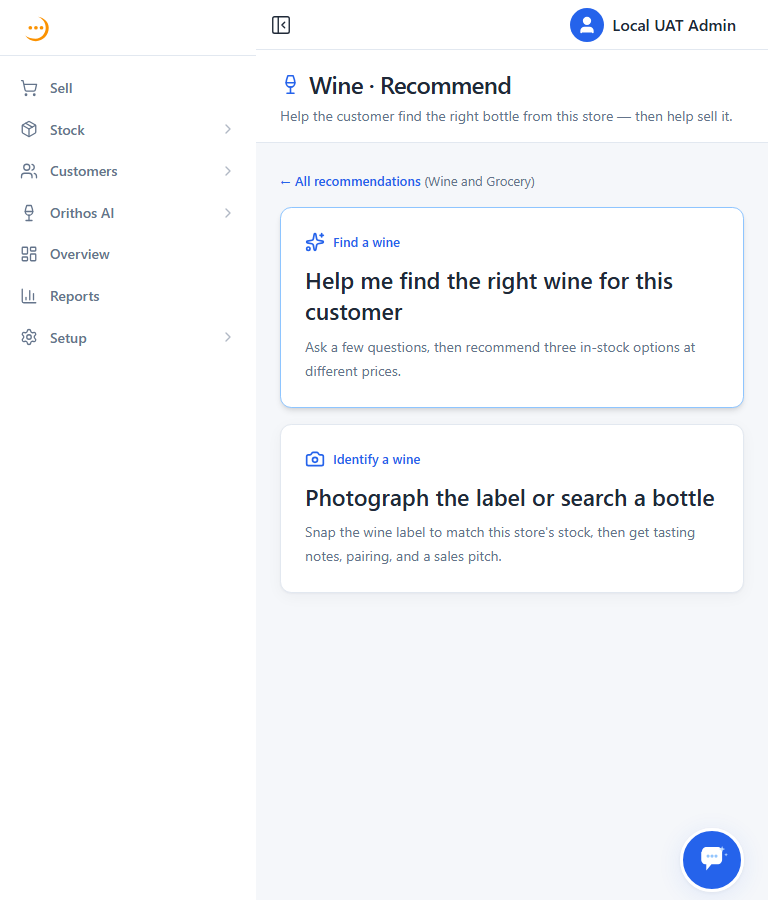 Local UAT Admin
Sell
Stock
Customers
Orithos AI
Overview
Reports
Setup
Wine · Recommend
Help the customer find the right bottle from this store — then help sell it.
← All recommendations (Wine and Grocery)
Find a wine
Help me find the right wine for this
customer
Ask a few questions, then recommend three in-stock options at
different prices.
Identify a wine
Photograph the label or search a bottle
Snap the wine label to match this store's stock, then get tasting
notes, pairing, and a sales pitch.